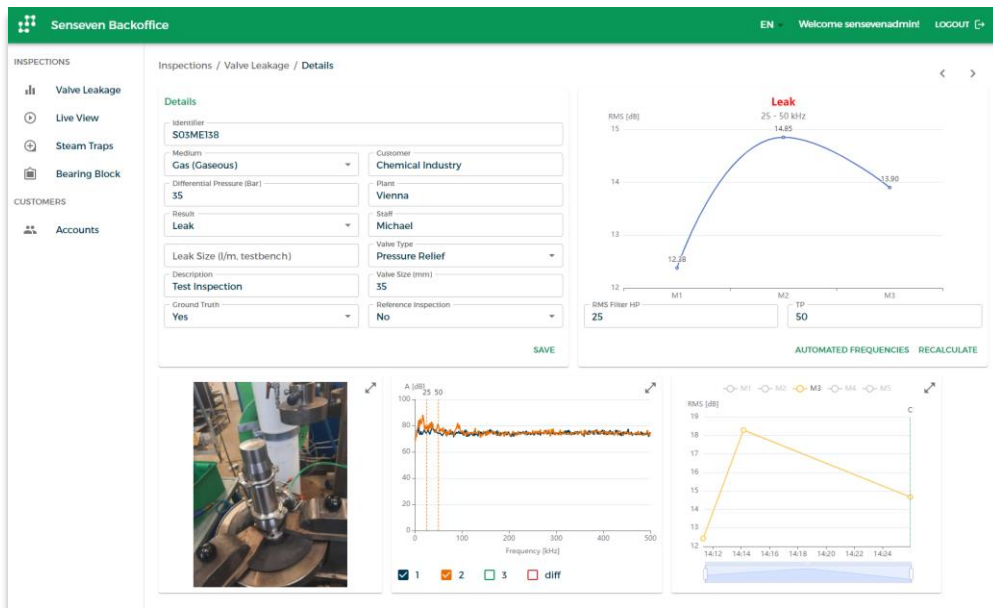 Senseven Backoffice
EN
Welcome sensevenadmin!
LOGOUT
INSPECTIONS
Valve Leakage
Live View
Steam Traps
Bearing Block
CUSTOMERS
Accounts
Inspections / Valve Leakage / Details
Details
Identifier
S03ME138
Medium
Gas (Gaseous)
Customer
Chemical Industry
Differential Pressure (Bar)
35
Plant
Vienna
Result
Leak
Staff
Michael
Leak Size (l/m, testbench)
Valve Type
Pressure Relief
Description
Test Inspection
Valve Size (mm)
35
Ground Truth
Yes
Reference Inspection
No
SAVE
Leak
25 - 50 kHz
RMS [dB]
15
14
13
12
14.85
13.90
12.38
M1
M2
M3
RMS Filter HP
25
TP
50
AUTOMATED FREQUENCIES
RECALCULATE
A [dB]
25 50
100
80
60
40
20
0
0
100
200
300
400
500
Frequency [kHz]
1
2
3
diff
M1
M2
M3
M4
M5
RMS [dB]
C
19
18
17
16
15
14
13
12
14:12
14:14
14:16
14:18
14:20
14:22
14:24